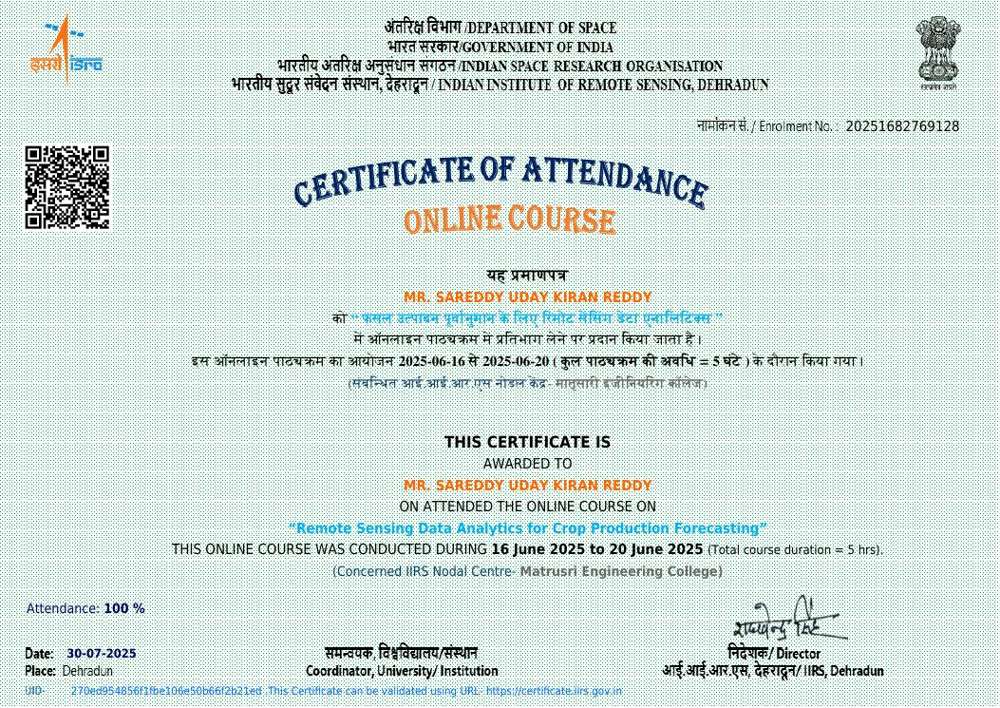 इसरो isro
अंतरिक्ष विभाग /DEPARTMENT OF SPACE
भारत सरकार/GOVERNMENT OF INDIA
भारतीय अंतरिक्ष अनुसंधान संगठन /INDIAN SPACE RESEARCH ORGANISATION
भारतीय सुदूर संवेदन संस्थान, देहरादून / INDIAN INSTITUTE OF REMOTE SENSING, DEHRADUN
सत्यमेव जयते
नामांकन सं. / Enrolment No. : 20251682769128
CERTIFICATE OF ATTENDANCE
ONLINE COURSE
यह प्रमाणपत्र
MR. SAREDDY UDAY KIRAN REDDY
को “ फसल उत्पादन पूर्वानुमान के लिए रिमोट सेंसिंग डेटा एनालिटिक्स ”
में ऑनलाइन पाठ्यक्रम में प्रतिभाग लेने पर प्रदान किया जाता है।
इस ऑनलाइन पाठ्यक्रम का आयोजन 2025-06-16 से 2025-06-20 ( कुल पाठ्यक्रम की अवधि = 5 घंटे ) के दौरान किया गया।
(संबन्धित आई.आई.आर.एस नोडल केंद्र- मातृसारी इंजीनियरिंग कॉलेज)
THIS CERTIFICATE IS
AWARDED TO
MR. SAREDDY UDAY KIRAN REDDY
ON ATTENDED THE ONLINE COURSE ON
“Remote Sensing Data Analytics for Crop Production Forecasting”
THIS ONLINE COURSE WAS CONDUCTED DURING 16 June 2025 to 20 June 2025 (Total course duration = 5 hrs).
(Concerned IIRS Nodal Centre- Matrusri Engineering College)
Attendance: 100 %
Date: 30-07-2025
Place: Dehradun
समन्वयक, विश्वविद्यालय/संस्थान
Coordinator, University/ Institution
निदेशक/ Director
आई.आई.आर.एस, देहरादून/ IIRS, Dehradun
UID- 270ed954856f1fbe106e50b66f2b21ed .This Certificate can be validated using URL- https://certificate.iirs.gov.in